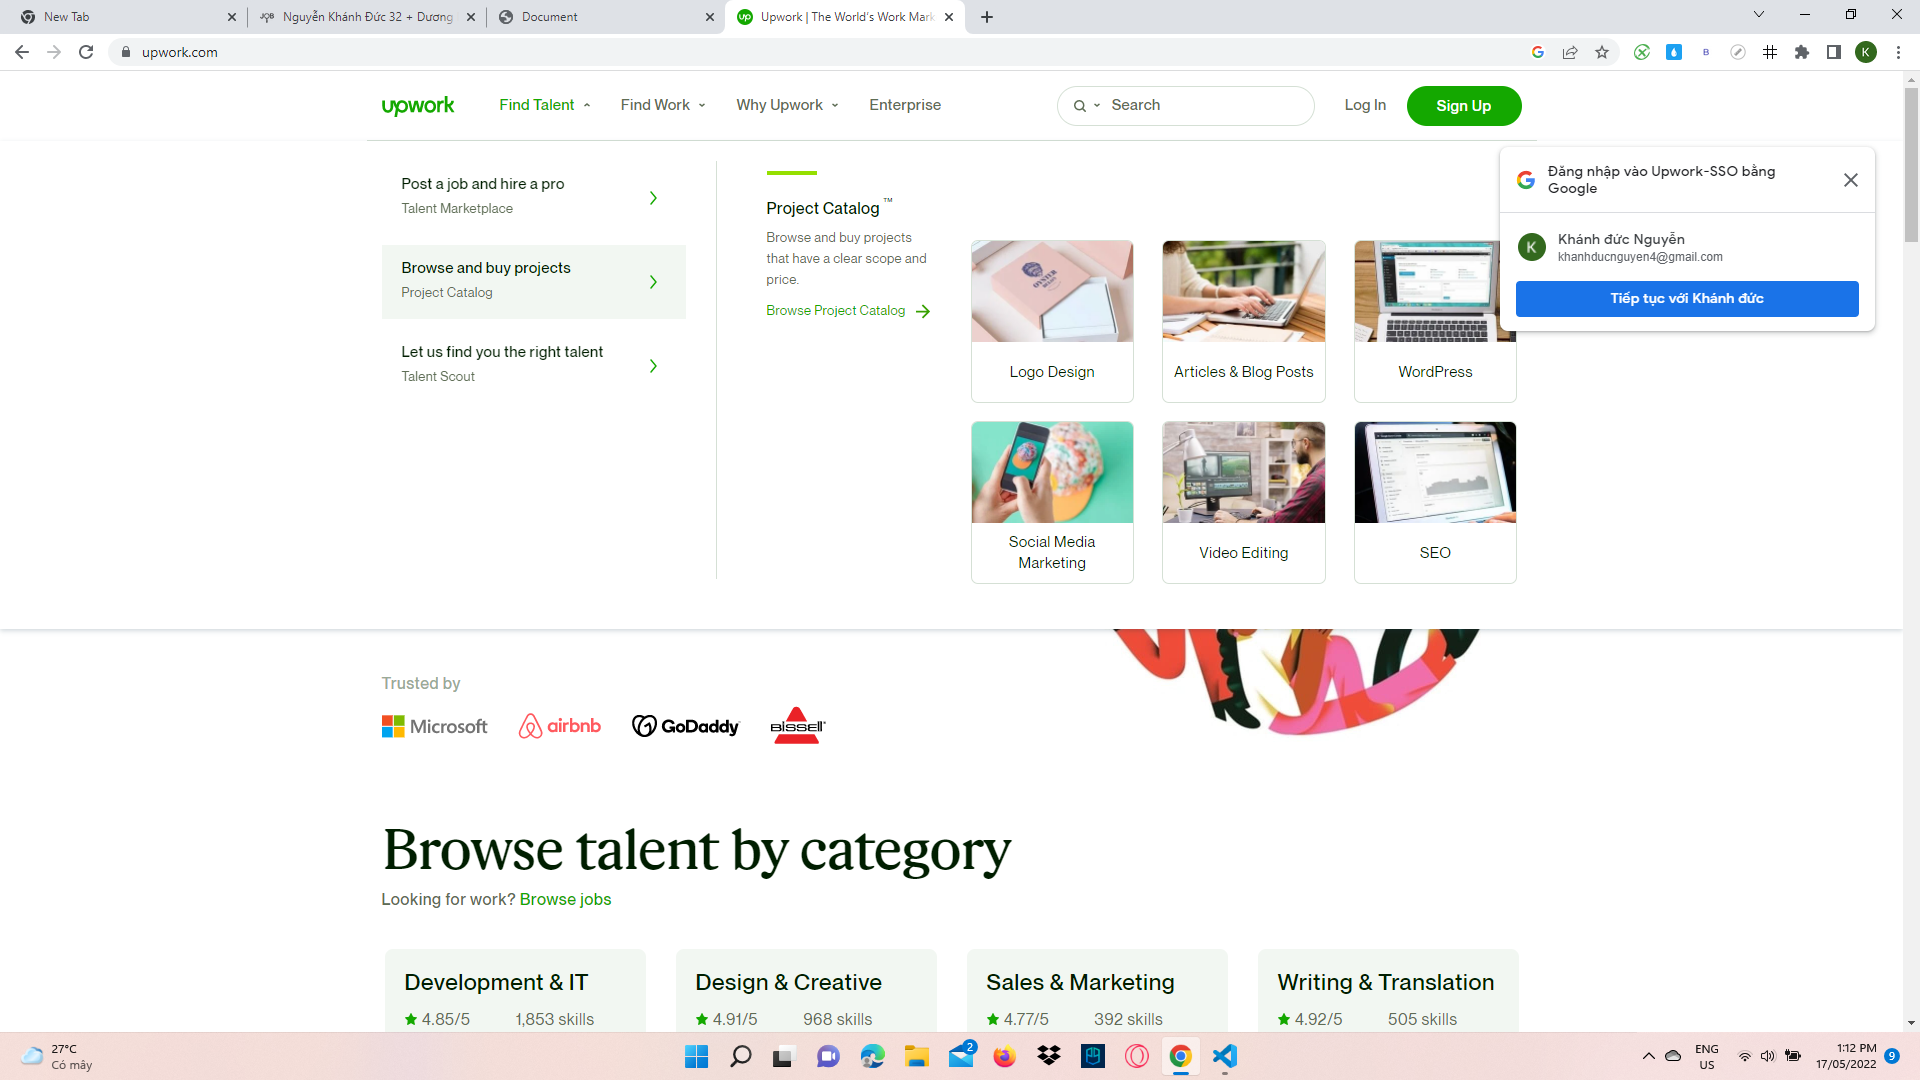 New Tab
JOB Nguyễn Khánh Đức 32 + Dương
Document
up Upwork | The World's Work Mark
upwork.com
K
upwork
Find Talent
Find Work
Why Upwork
Enterprise
Search
Log In
Sign Up
Post a job and hire a pro
Talent Marketplace
Browse and buy projects
Project Catalog
Let us find you the right talent
Talent Scout
Project Catalog ™
Browse and buy projects
that have a clear scope and
price.
Browse Project Catalog
Logo Design
Articles & Blog Posts
WordPress
Social Media
Marketing
Video Editing
SEO
Đăng nhập vào Upwork-SSO bằng
Google
K
Khánh đức Nguyễn
khanhducnguyen4@gmail.com
Tiếp tục với Khánh đức
Trusted by
Microsoft
airbnb
GoDaddy
BISSELL
Browse talent by category
Looking for work? Browse jobs
Development & IT
4.85/5 1,853 skills
Design & Creative
4.91/5 968 skills
Sales & Marketing
4.77/5 392 skills
Writing & Translation
4.92/5 505 skills
27°C
Có mây
2
ENG
US
1:12 PM
17/05/2022
9